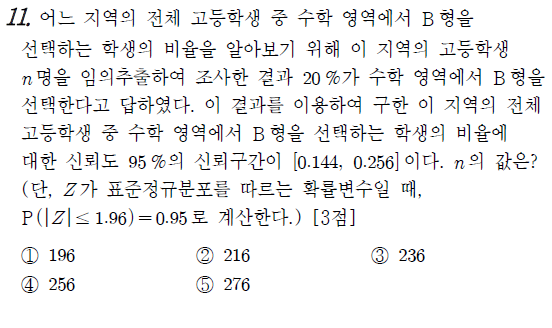 11. 어느 지역의 전체 고등학생 중 수학 영역에서 B형을
선택하는 학생의 비율을 알아보기 위해 이 지역의 고등학생
n명을 임의추출하여 조사한 결과 20%가 수학 영역에서 B형을
선택한다고 답하였다. 이 결과를 이용하여 구한 이 지역의 전체
고등학생 중 수학 영역에서 B형을 선택하는 학생의 비율에
대한 신뢰도 95%의 신뢰구간이 [0.144, 0.256]이다. n의 값은?
(단, Z가 표준정규분포를 따르는 확률변수일 때,
P(|Z|≤1.96)=0.95로 계산한다.) [3점]
① 196 ② 216 ③ 236
④ 256 ⑤ 276